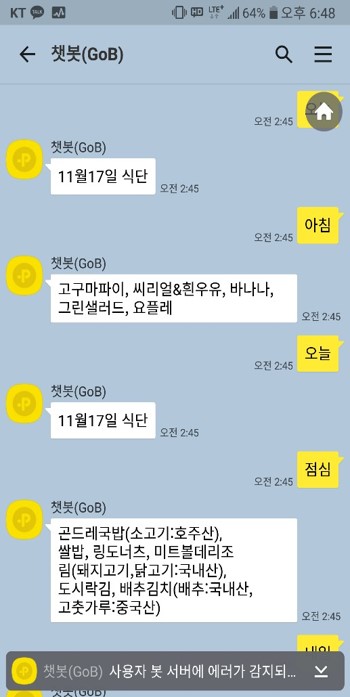 KT 64% 오후 6:48
챗봇(GoB)
오전 2:45
챗봇(GoB)
11월17일 식단
오전 2:45
아침
오전 2:45
챗봇(GoB)
고구마파이, 씨리얼&흰우유, 바나나,
그린샐러드, 요플레
오전 2:45
오늘
오전 2:45
챗봇(GoB)
11월17일 식단
오전 2:45
점심
오전 2:45
챗봇(GoB)
곤드레국밥(소고기:호주산),
쌀밥, 링도너츠, 미트볼데리조
림(돼지고기,닭고기:국내산),
도시락김, 배추김치(배추:국내산,
고춧가루:중국산)
오전 2:45
챗봇(GoB) 사용자 봇 서버에 에러가 감지되...